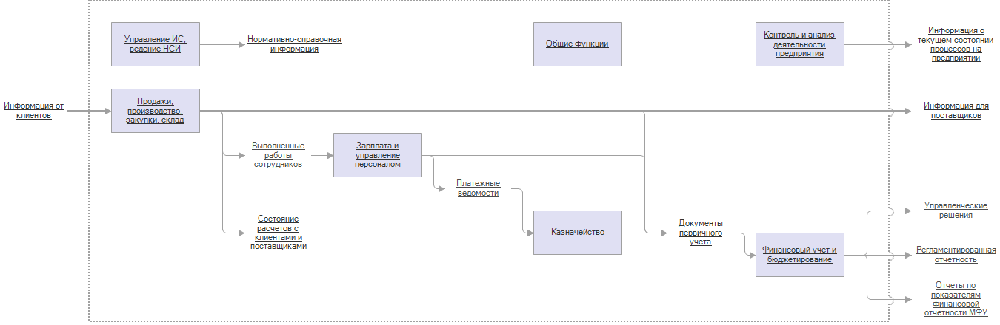 Управление ИС,
ведение НСИ
Нормативно-справочная
информация
Общие функции
Контроль и анализ
деятельности
предприятия
Информация о
текущем состоянии
процессов на
предприятии
Информация от
клиентов
Продажи,
производство,
закупки, склад
Информация для
поставщиков
Выполненные
работы
сотрудников
Зарплата и
управление
персоналом
Платежные
ведомости
Состояние
расчетов с
клиентами и
поставщиками
Казначейство
Документы
первичного
учета
Финансовый учет и
бюджетирование
Управленческие
решения
Регламентированная
отчетность
Отчеты по
показателям
финансовой
отчетности МФУ